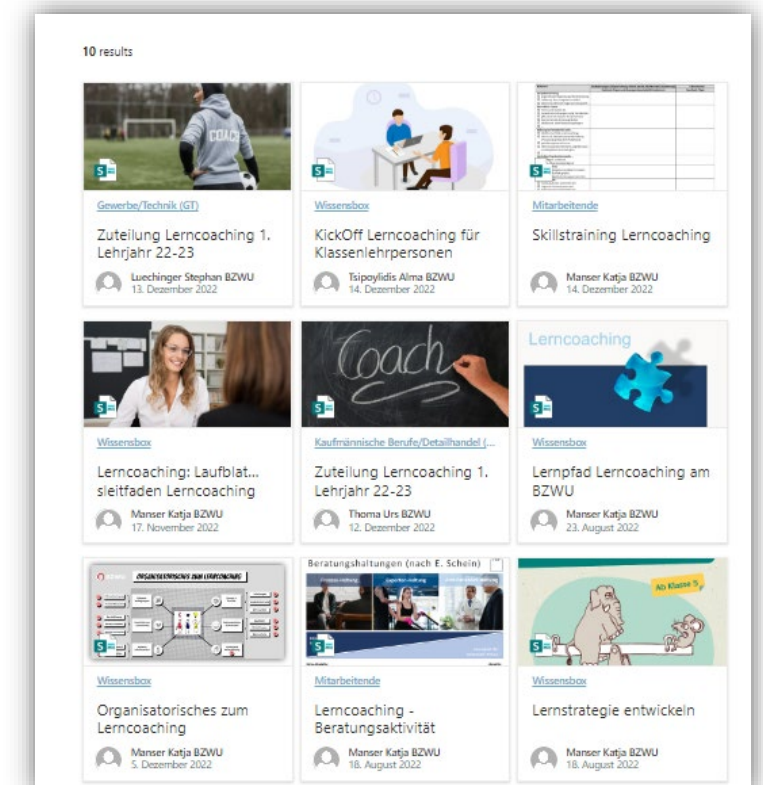 10 results
COACH
Gewerbe/Technik (GT)
Zuteilung Lerncoaching 1.
Lehrjahr 22-23
Luechinger Stephan BZWU
13. Dezember 2022
Wissensbox
KickOff Lerncoaching für
Klassenlehrpersonen
Tsipoylidis Alma BZWU
14. Dezember 2022
Mitarbeitende
Skillstraining Lerncoaching
Manser Katja BZWU
14. Dezember 2022
Wissensbox
Lerncoaching: Laufblat...
sleitfaden Lerncoaching
Manser Katja BZWU
17. November 2022
Coach
Kaufmännische Berufe/Detailhandel (...
Zuteilung Lerncoaching 1.
Lehrjahr 22-23
Thoma Urs BZWU
12. Dezember 2022
Lerncoaching
Wissensbox
Lernpfad Lerncoaching am
BZWU
Manser Katja BZWU
23. August 2022
BZWU
ORGANISATORISCHES ZUM LERNCOACHING
Wissensbox
Organisatorisches zum
Lerncoaching
Manser Katja BZWU
5. Dezember 2022
Beratungshaltungen (nach E. Schein)
Mitarbeitende
Lerncoaching -
Beratungsaktivität
Manser Katja BZWU
18. August 2022
Ab Klasse 5
Wissensbox
Lernstrategie entwickeln
Manser Katja BZWU
18. August 2022